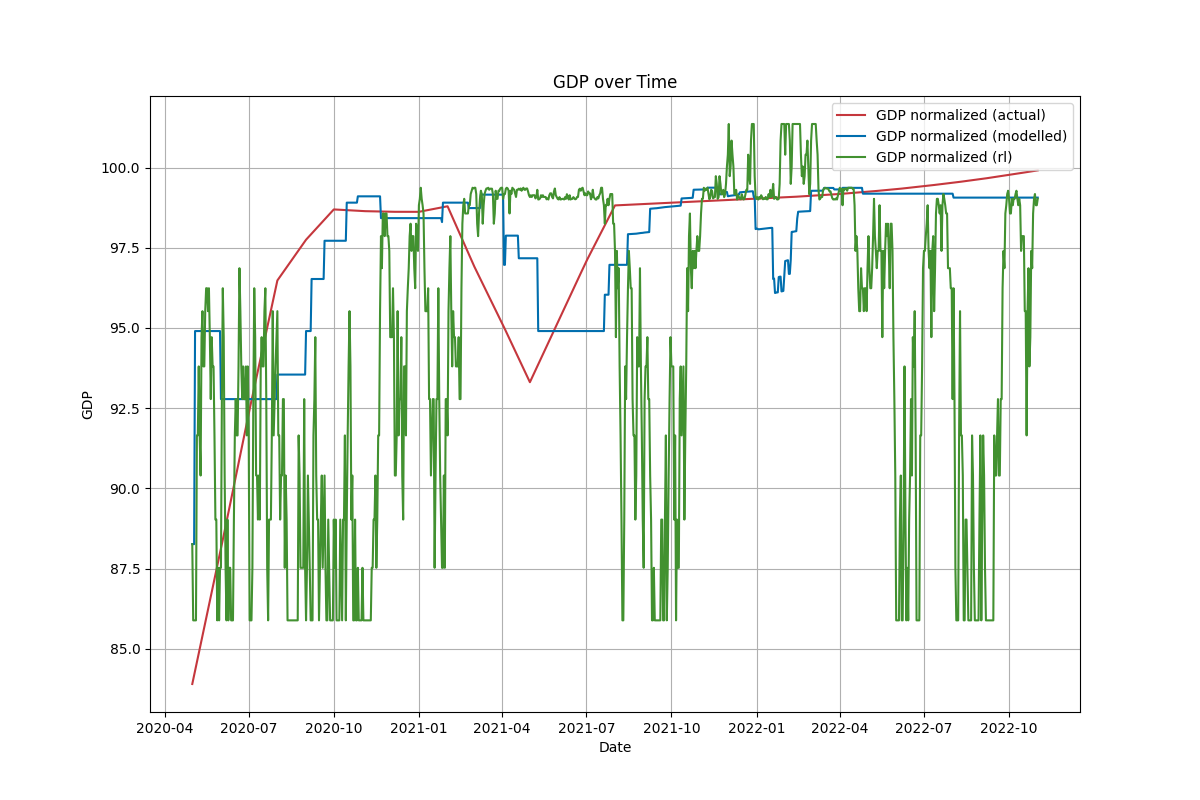 GDP over Time
GDP normalized (actual)
GDP normalized (modelled)
GDP normalized (rl)
100.0
97.5
95.0
92.5
90.0
87.5
85.0
GDP
2020-04 2020-07 2020-10 2021-01 2021-04 2021-07 2021-10 2022-01 2022-04 2022-07 2022-10
Date